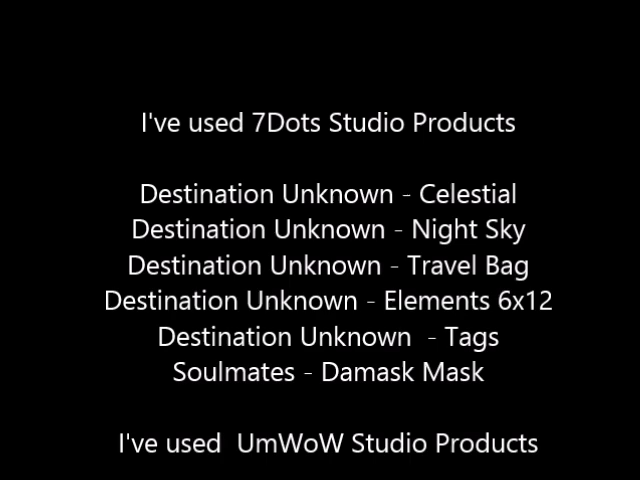 I've used 7Dots Studio Products
Destination Unknown - Celestial
Destination Unknown - Night Sky
Destination Unknown - Travel Bag
Destination Unknown - Elements 6x12
Destination Unknown  - Tags
Soulmates - Damask Mask
I've used  UmWoW Studio Products